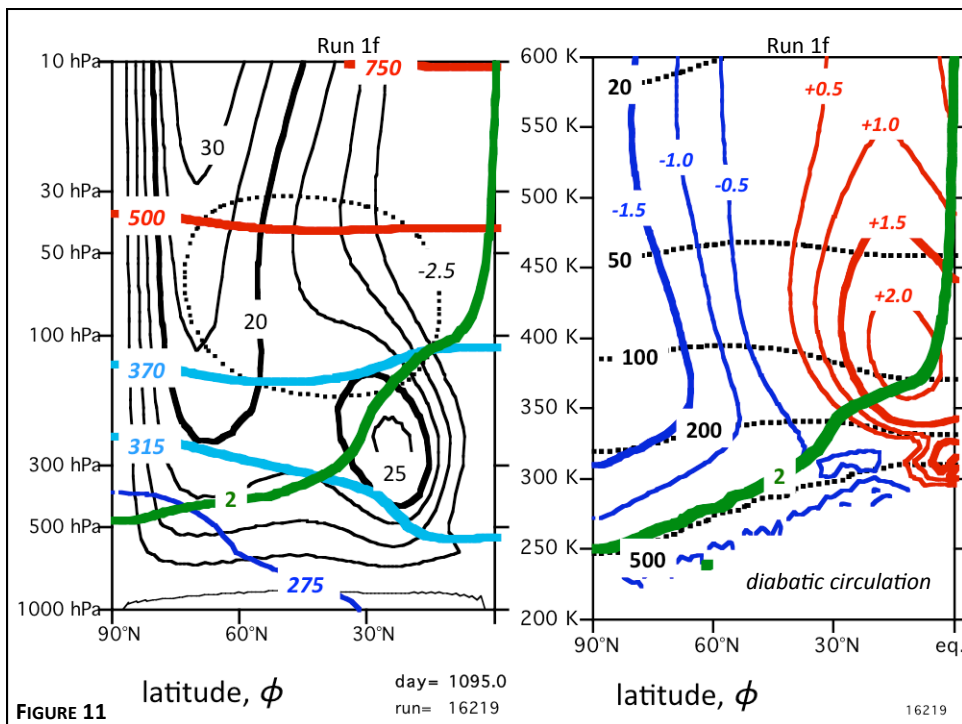 Run 1f
10 hPa
30 hPa
50 hPa
100 hPa
300 hPa
500 hPa
1000 hPa
750
30
500
-2.5
20
370
315
25
2
275
90°N
60°N
30°N
latitude, ϕ
day= 1095.0
run= 16219
FIGURE 11
Run 1f
600 K
550 K
500 K
450 K
400 K
350 K
300 K
250 K
200 K
20
+0.5
+1.0
-1.0
-0.5
-1.5
+1.5
50
+2.0
100
200
2
500
diabatic circulation
90°N
60°N
30°N
eq.
latitude, ϕ
16219